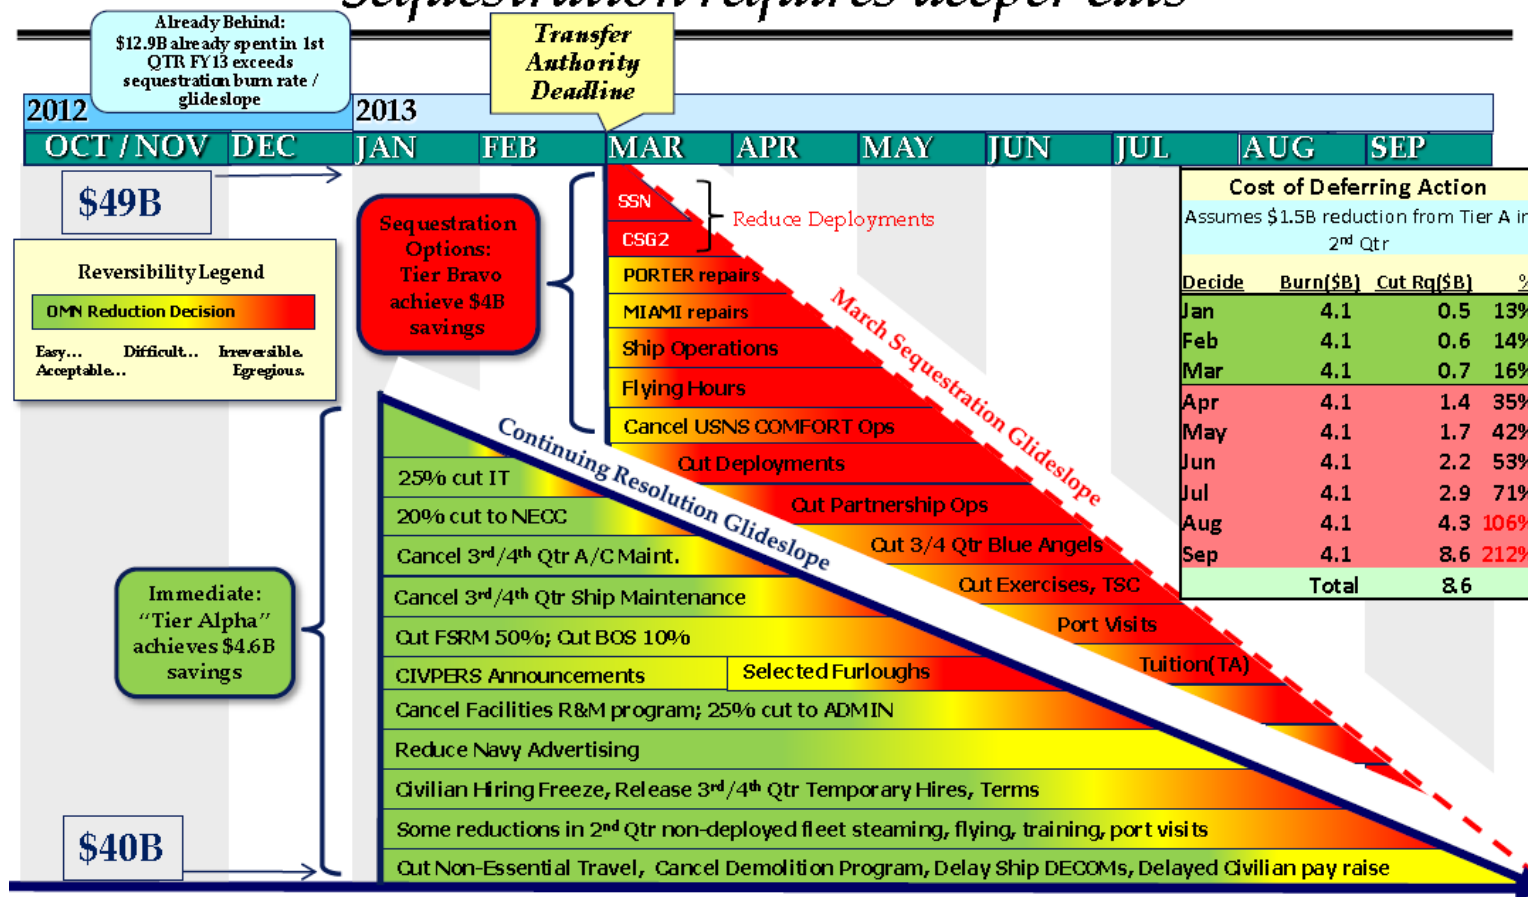 Sequestration requires deeper cuts
Already Behind:
$12.9B already spent in 1st
QTR FY13 exceeds
sequestration burn rate /
glideslope
Transfer
Authority
Deadline
2012
2013
OCT / NOV DEC JAN FEB MAR APR MAY JUN JUL AUG SEP
$49B
Reversibility Legend
OMN Reduction Decision
Easy... Difficult... Irreversible.
Acceptable... Egregious.
Sequestration
Options:
Tier Bravo
achieve $4B
savings
SSN
CSG2
Reduce Deployments
PORTER repairs
MIAMI repairs
Ship Operations
Flying Hours
Cancel USNS COMFORT Ops
Cut Deployments
Cut Partnership Ops
Cut 3/4 Qtr Blue Angels
Cut Exercises, TSC
Port Visits
Tuition(TA)
March Sequestration Glideslope
Continuing Resolution Glideslope
Cost of Deferring Action
Assumes $1.5B reduction from Tier A in
2nd Qtr
Decide Burn($B) Cut Rq($B) %
Jan 4.1 0.5 13%
Feb 4.1 0.6 14%
Mar 4.1 0.7 16%
Apr 4.1 1.4 35%
May 4.1 1.7 42%
Jun 4.1 2.2 53%
Jul 4.1 2.9 71%
Aug 4.1 4.3 106%
Sep 4.1 8.6 212%
Total 8.6
Immediate:
“Tier Alpha”
achieves $4.6B
savings
25% cut IT
20% cut to NECC
Cancel 3rd/4th Qtr A/C Maint.
Cancel 3rd/4th Qtr Ship Maintenance
Cut FSRM 50%; Cut BOS 10%
CIVPERS Announcements
Selected Furloughs
Cancel Facilities R&M program; 25% cut to ADMIN
Reduce Navy Advertising
Civilian Hiring Freeze, Release 3rd/4th Qtr Temporary Hires, Terms
Some reductions in 2nd Qtr non-deployed fleet steaming, flying, training, port visits
Cut Non-Essential Travel, Cancel Demolition Program, Delay Ship DECOMs, Delayed Civilian pay raise
$40B